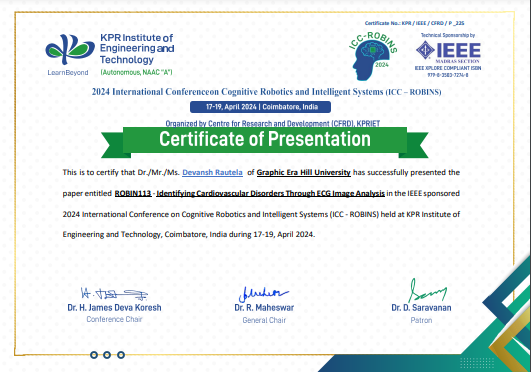 Certificate No.: KPR / IEEE / CFRD / P _225
KPR Institute of
Engineering and
Technology
(Autonomous, NAAC "A")
LearnBeyond
ICC-ROBINS
2024
Technical Sponsorship by
IEEE
MADRAS SECTION
IEEE XPLORE COMPLIANT ISBN
979-8-3503-7274-8
2024 International Conferenceon Cognitive Robotics and Intelligent Systems (ICC – ROBINS)
17-19, April 2024 | Coimbatore, India
Organized by Centre for Research and Development (CFRD), KPRIET
Certificate of Presentation
This is to certify that Dr./Mr./Ms. Devansh Rautela of Graphic Era Hill University has successfully presented the
paper entitled ROBIN113 - Identifying Cardiovascular Disorders Through ECG Image Analysis in the IEEE sponsored
2024 International Conference on Cognitive Robotics and Intelligent Systems (ICC - ROBINS) held at KPR Institute of
Engineering and Technology, Coimbatore, India during 17-19, April 2024.
Dr. H. James Deva Koresh
Conference Chair
Dr. R. Maheswar
General Chair
Dr. D. Saravanan
Patron